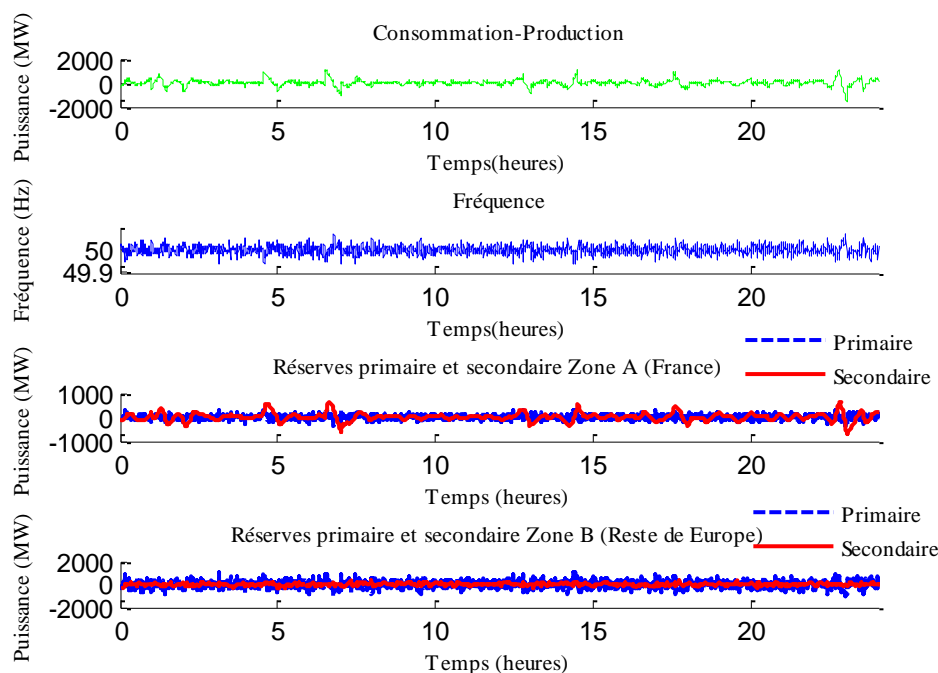 Consommation-Production
Puissance (MW)
2000
0
-2000
0 5 10 15 20
Temps(heures)
Fréquence
Fréquence (Hz)
50
49.9
0 5 10 15 20
Temps(heures)
Primaire
Secondaire
Réserves primaire et secondaire Zone A (France)
Puissance (MW)
1000
0
-1000
0 5 10 15 20
Temps (heures)
Primaire
Secondaire
Réserves primaire et secondaire Zone B (Reste de Europe)
Puissance (MW)
2000
0
-2000
0 5 10 15 20
Temps (heures)